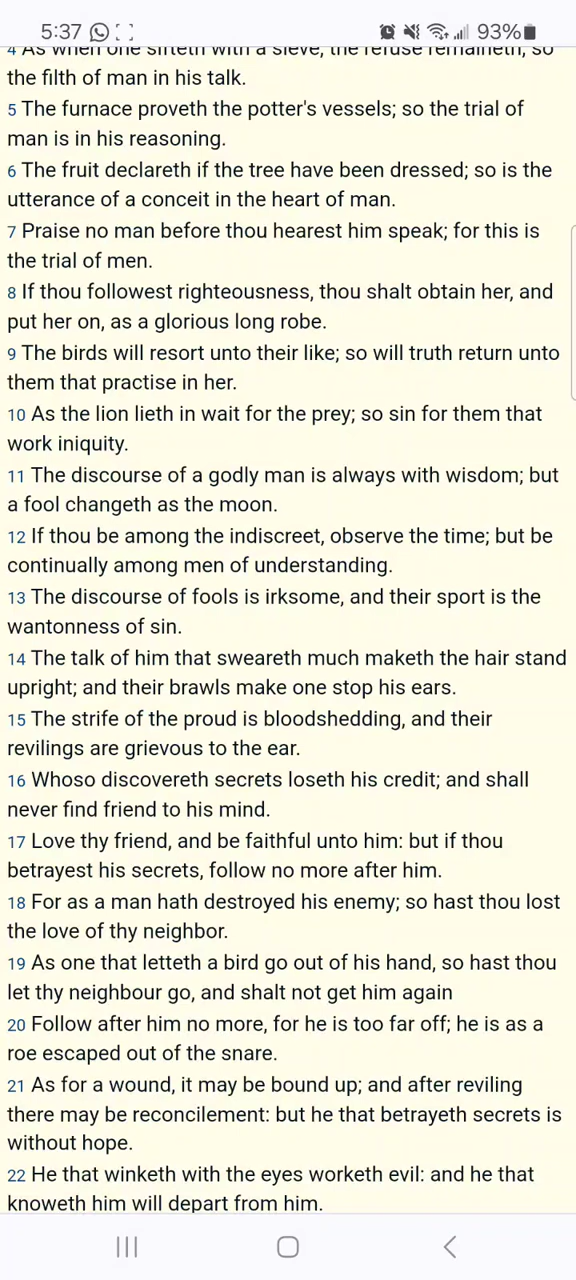 5:37 93%
4 As when one sifteth with a sieve, the refuse remaineth; so
the filth of man in his talk.
5 The furnace proveth the potter's vessels; so the trial of
man is in his reasoning.
6 The fruit declareth if the tree have been dressed; so is the
utterance of a conceit in the heart of man.
7 Praise no man before thou hearest him speak; for this is
the trial of men.
8 If thou followest righteousness, thou shalt obtain her, and
put her on, as a glorious long robe.
9 The birds will resort unto their like; so will truth return unto
them that practise in her.
10 As the lion lieth in wait for the prey; so sin for them that
work iniquity.
11 The discourse of a godly man is always with wisdom; but
a fool changeth as the moon.
12 If thou be among the indiscreet, observe the time; but be
continually among men of understanding.
13 The discourse of fools is irksome, and their sport is the
wantonness of sin.
14 The talk of him that sweareth much maketh the hair stand
upright; and their brawls make one stop his ears.
15 The strife of the proud is bloodshedding, and their
revilings are grievous to the ear.
16 Whoso discovereth secrets loseth his credit; and shall
never find friend to his mind.
17 Love thy friend, and be faithful unto him: but if thou
betrayest his secrets, follow no more after him.
18 For as a man hath destroyed his enemy; so hast thou lost
the love of thy neighbor.
19 As one that letteth a bird go out of his hand, so hast thou
let thy neighbour go, and shalt not get him again
20 Follow after him no more, for he is too far off; he is as a
roe escaped out of the snare.
21 As for a wound, it may be bound up; and after reviling
there may be reconcilement: but he that betrayeth secrets is
without hope.
22 He that winketh with the eyes worketh evil: and he that
knoweth him will depart from him.